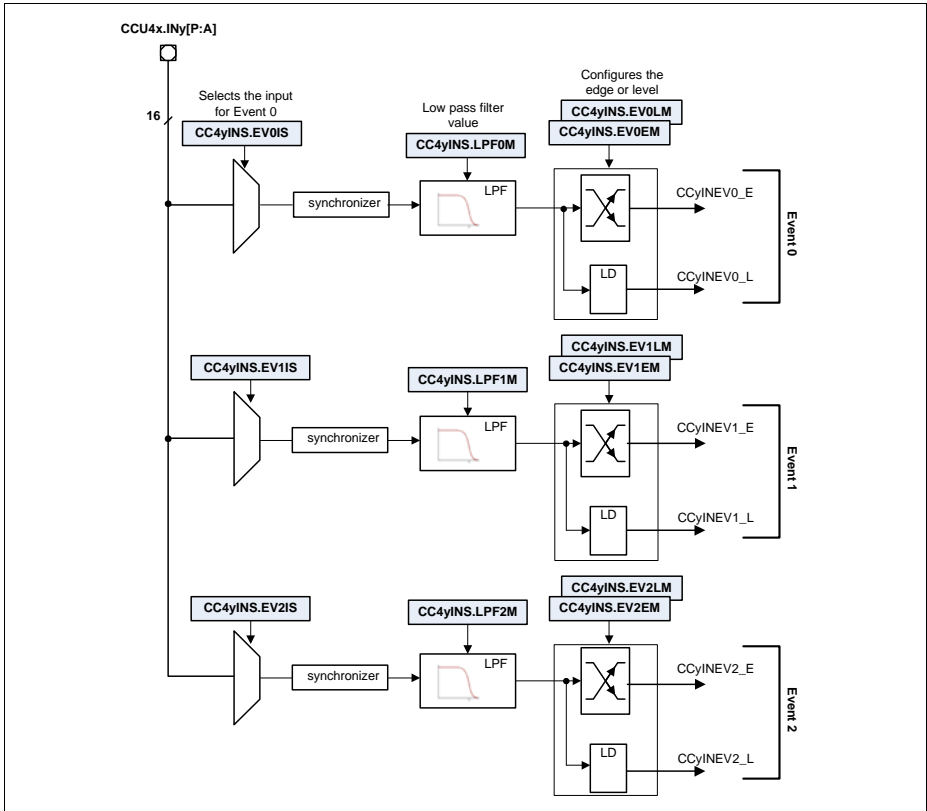 CCU4x.INy[P:A]
16
Selects the input
for Event 0
CC4yINS.EV0IS
Low pass filter
value
CC4yINS.LPF0M
Configures the
edge or level
CC4yINS.EV0LM
CC4yINS.EV0EM
synchronizer
LPF
CCyINEV0_E
LD
CCyINEV0_L
Event 0
CC4yINS.EV1IS
CC4yINS.LPF1M
CC4yINS.EV1LM
CC4yINS.EV1EM
synchronizer
LPF
CCyINEV1_E
LD
CCyINEV1_L
Event 1
CC4yINS.EV2IS
CC4yINS.LPF2M
CC4yINS.EV2LM
CC4yINS.EV2EM
synchronizer
LPF
CCyINEV2_E
LD
CCyINEV2_L
Event 2